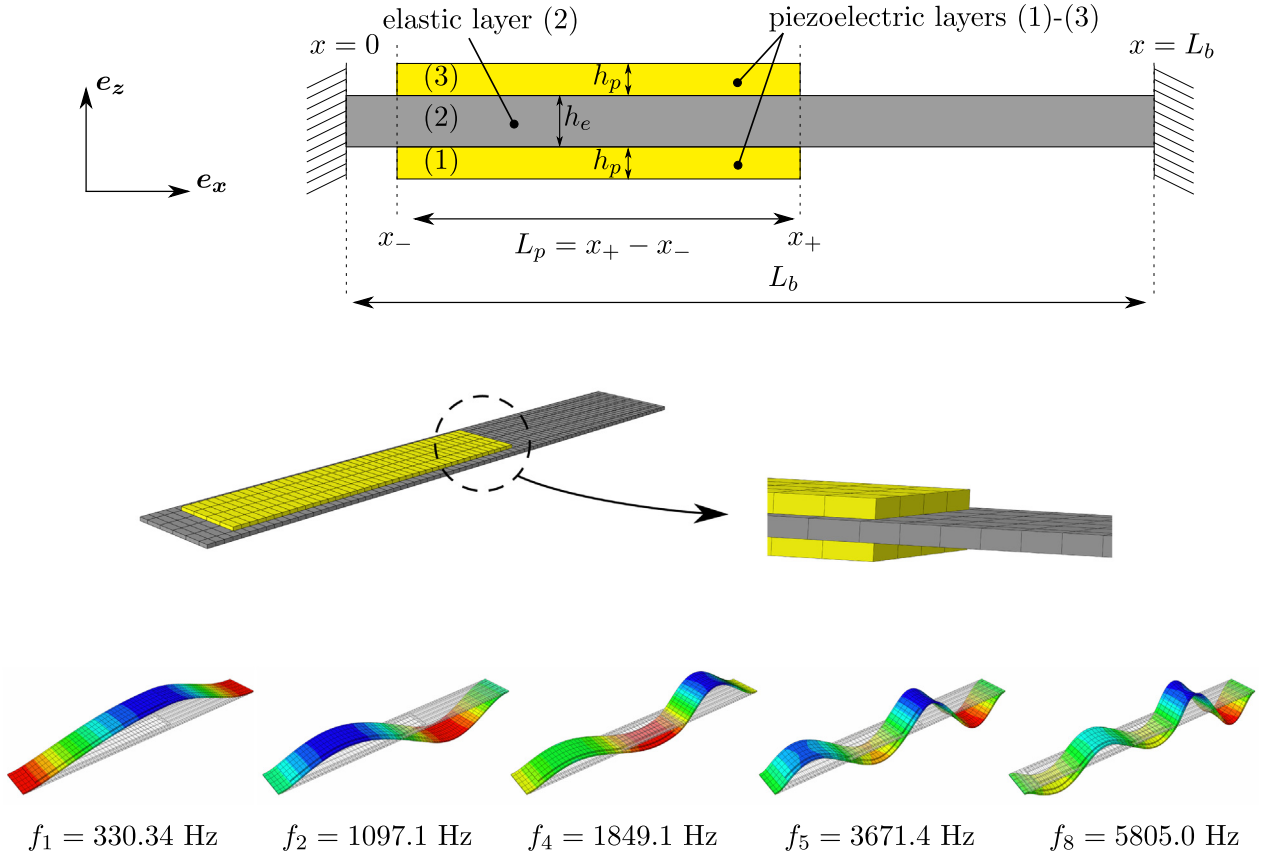 elastic layer (2)
piezoelectric layers (1)-(3)
x = 0
x = L_b
e_z
(3)
h_p
(2)
h_e
(1)
h_p
e_x
x_−
L_p = x_+ − x_−
x_+
L_b
f_1 = 330.34 Hz
f_2 = 1097.1 Hz
f_4 = 1849.1 Hz
f_5 = 3671.4 Hz
f_8 = 5805.0 Hz